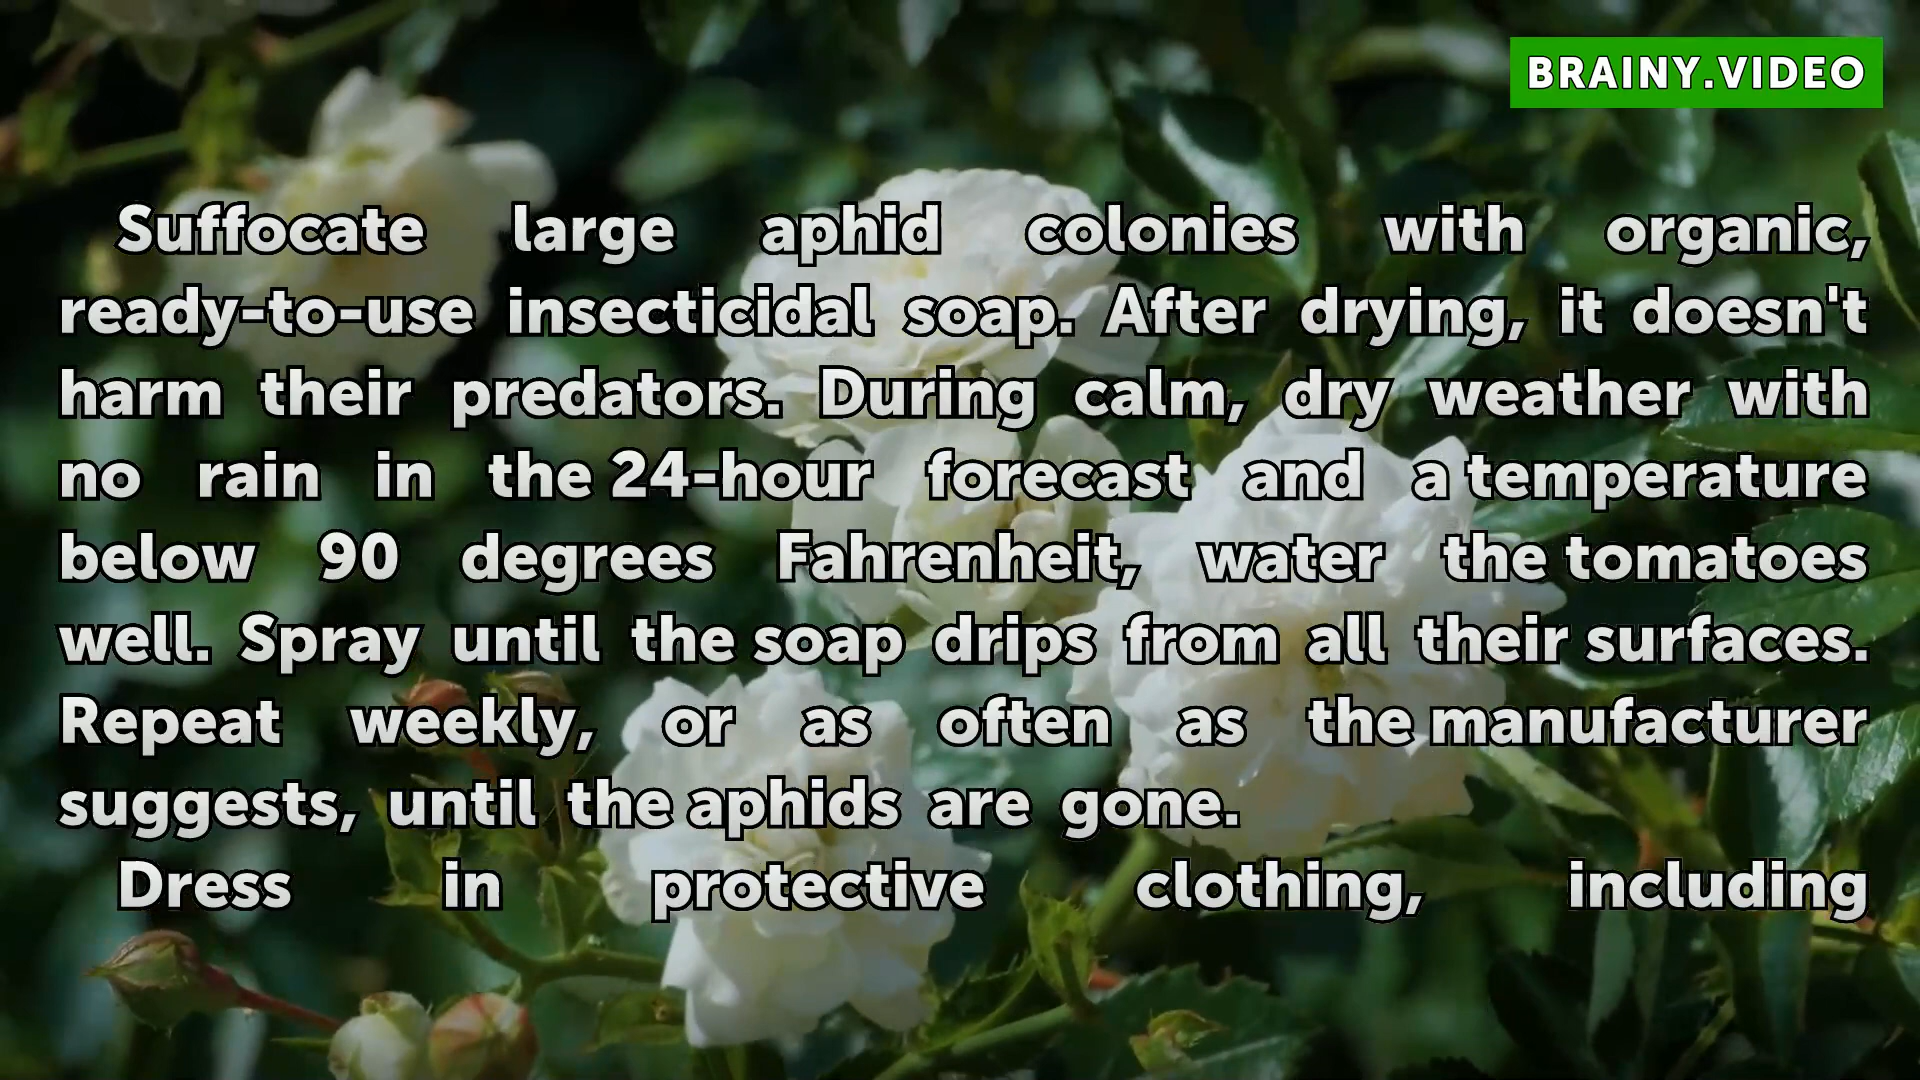 BRAINY.VIDEO
Suffocate large aphid colonies with organic,
ready-to-use insecticidal soap. After drying, it doesn't
harm their predators. During calm, dry weather with
no rain in the 24-hour forecast and a temperature
below 90 degrees Fahrenheit, water the tomatoes
well. Spray until the soap drips from all their surfaces.
Repeat weekly, or as often as the manufacturer
suggests, until the aphids are gone.
Dress in protective clothing, including